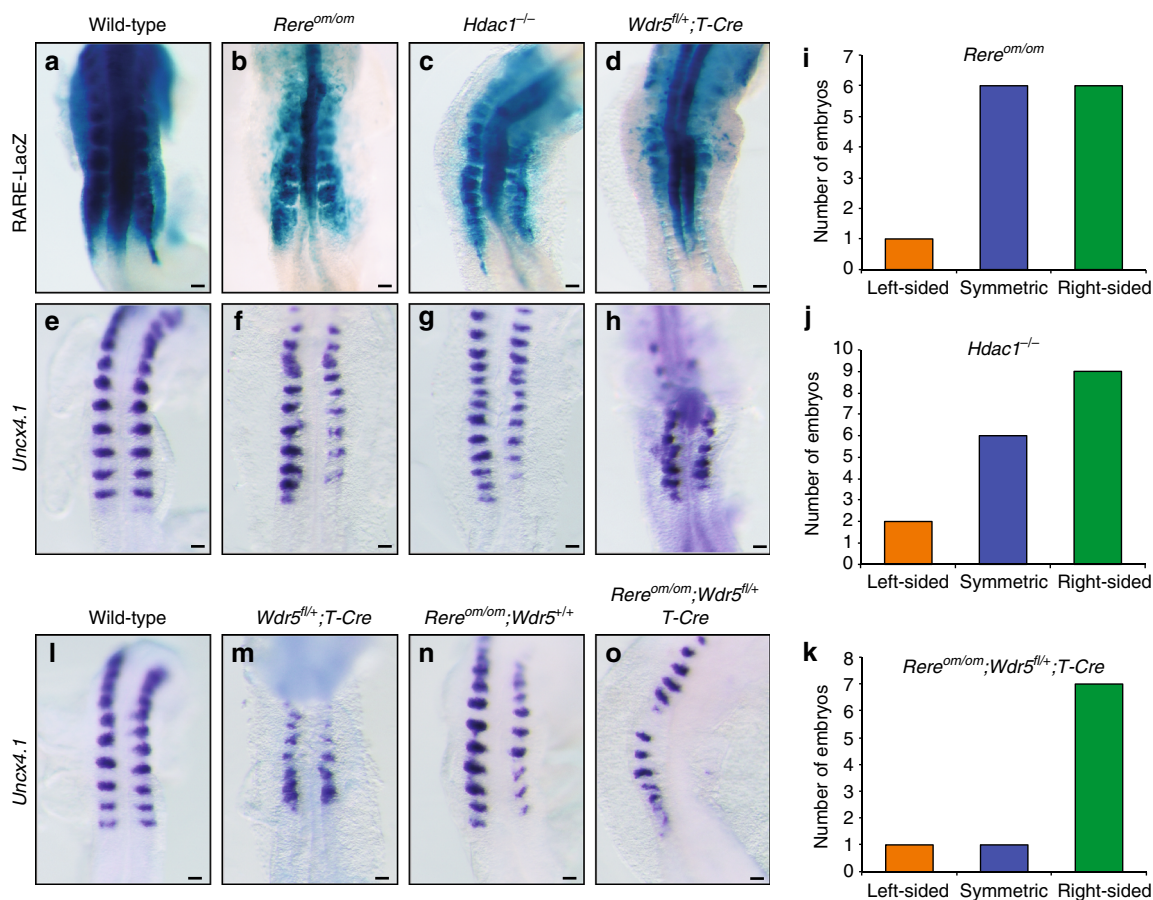 Wild-type
Rere^om/om
Hdac1^–/–
Wdr5^fl/+;T-Cre
a
b
c
d
RARE-LacZ
e
f
g
h
Uncx4.1
i
Rere^om/om
Number of embryos
7
6
5
4
3
2
1
0
Left-sided Symmetric Right-sided
j
Hdac1^–/–
Number of embryos
10
9
8
7
6
5
4
3
2
1
0
Left-sided Symmetric Right-sided
Wild-type
Wdr5^fl/+;T-Cre
Rere^om/om;Wdr5^+/+
Rere^om/om;Wdr5^fl/+
T-Cre
l
m
n
o
Uncx4.1
k
Rere^om/om;Wdr5^fl/+;T-Cre
Number of embryos
8
7
6
5
4
3
2
1
0
Left-sided Symmetric Right-sided